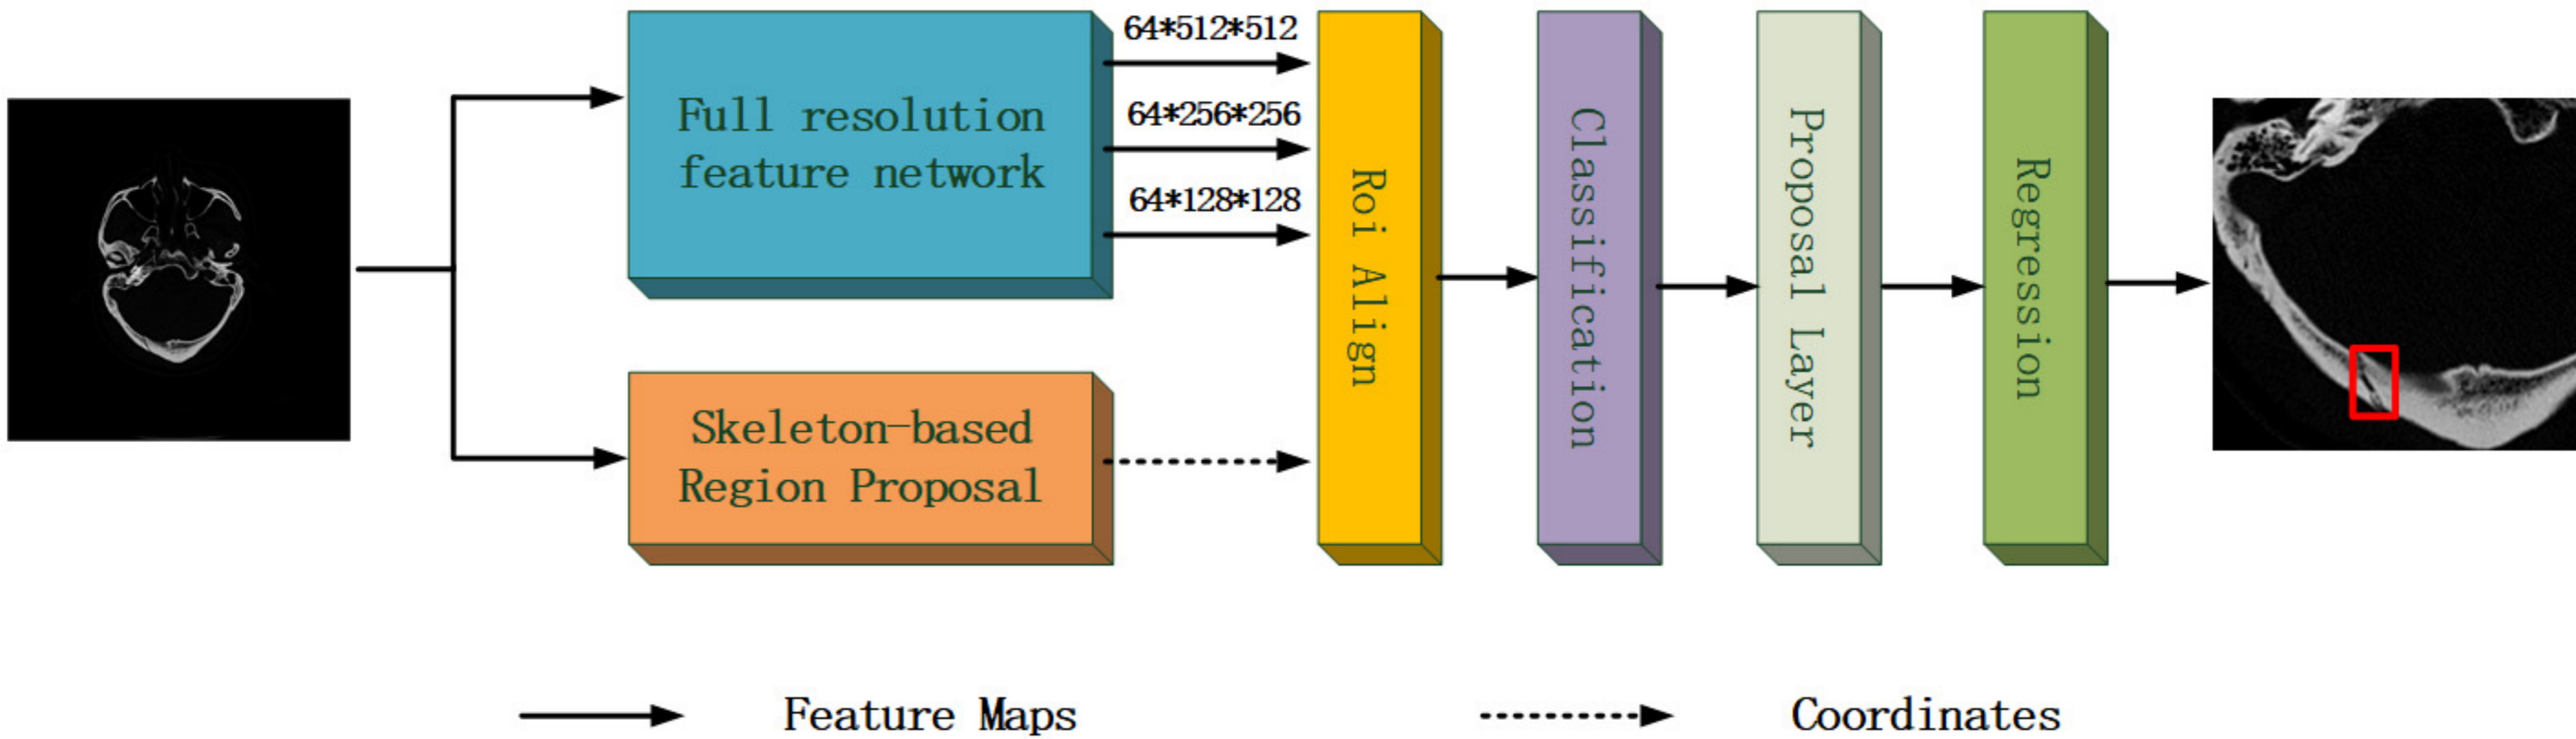 Full resolution
feature network
64*512*512
64*256*256
64*128*128
Skeleton-based
Region Proposal
Roi Align
Classification
Proposal Layer
Regression
Feature Maps
Coordinates